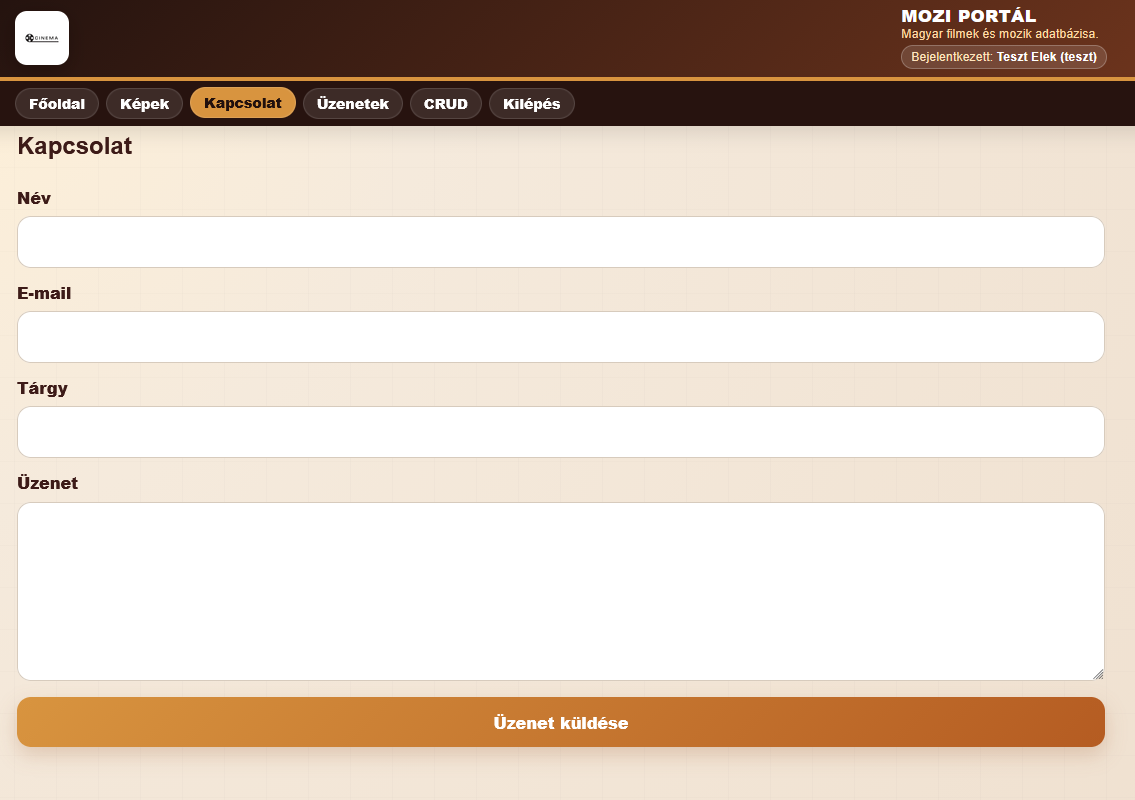 CINEMA
MOZI PORTÁL
Magyar filmek és mozik adatbázisa.
Bejelentkezett: Teszt Elek (teszt)
Főoldal Képek Kapcsolat Üzenetek CRUD Kilépés
Kapcsolat
Név
E-mail
Tárgy
Üzenet
Üzenet küldése